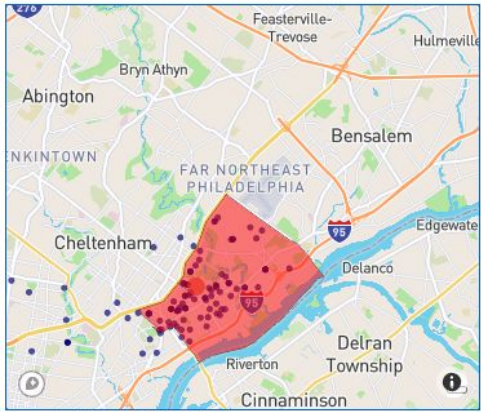 276
Feasterville-
Trevose
Hulmeville
Bryn Athyn
Abington
ENKINTOWN
Bensalem
FAR NORTHEAST
PHILADELPHIA
95
Edgewate
Cheltenham
Delanco
95
Delran
Township
Riverton
Cinnaminson
i